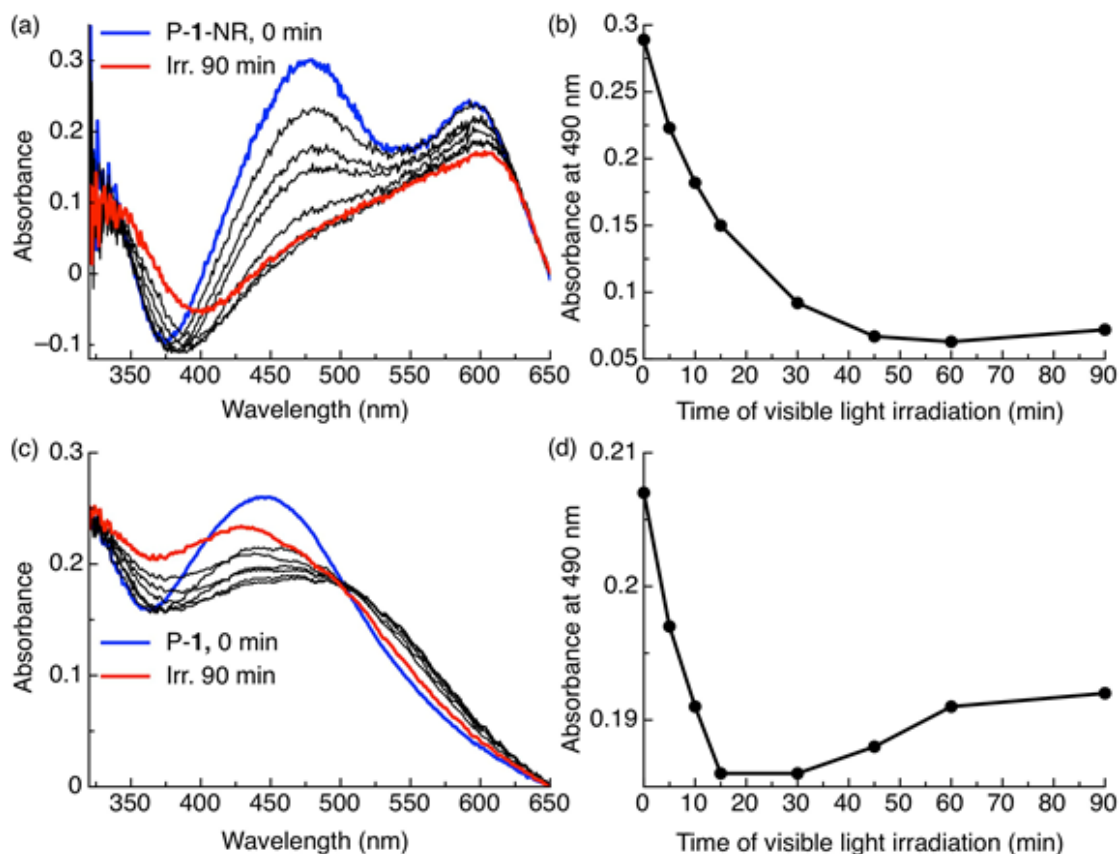 (a)
P-1-NR, 0 min
Irr. 90 min
0.3
0.2
0.1
0
−0.1
Absorbance
350 400 450 500 550 600 650
Wavelength (nm)
(b)
0.3
0.25
0.2
0.15
0.1
0.05
Absorbance at 490 nm
0 10 20 30 40 50 60 70 80 90
Time of visible light irradiation (min)
(c)
0.3
0.2
0.1
0
Absorbance
P-1, 0 min
Irr. 90 min
350 400 450 500 550 600 650
Wavelength (nm)
(d)
0.21
0.20
0.19
Absorbance at 490 nm
0 10 20 30 40 50 60 70 80 90
Time of visible light irradiation (min)